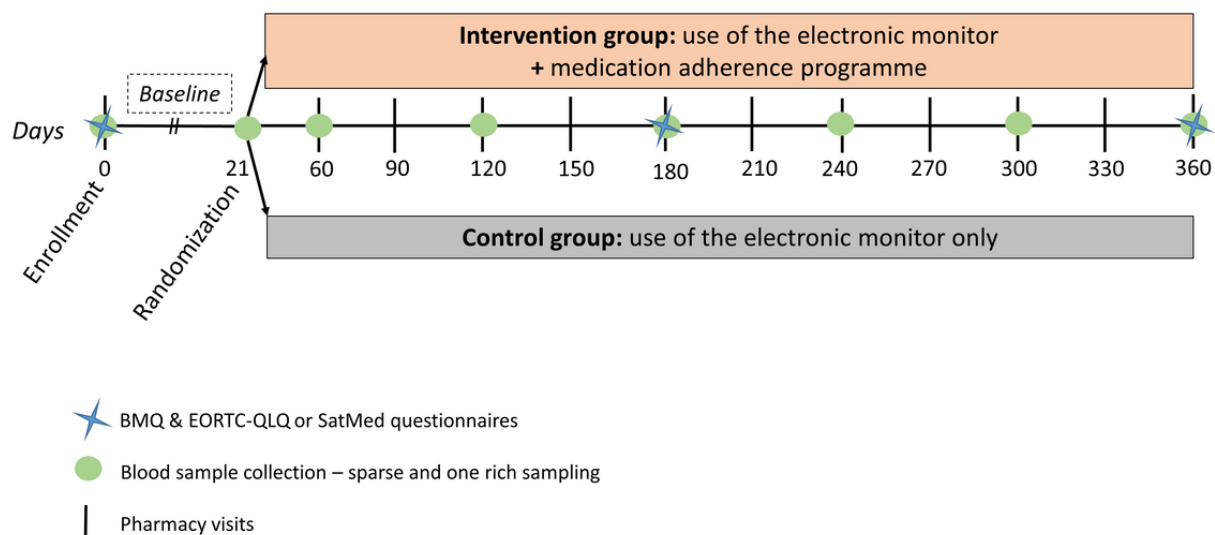 Intervention group: use of the electronic monitor
+ medication adherence programme
Baseline
Days
0
21
60
90
120
150
180
210
240
270
300
330
360
Enrollment
Randomization
Control group: use of the electronic monitor only
BMQ & EORTC-QLQ or SatMed questionnaires
Blood sample collection – sparse and one rich sampling
Pharmacy visits